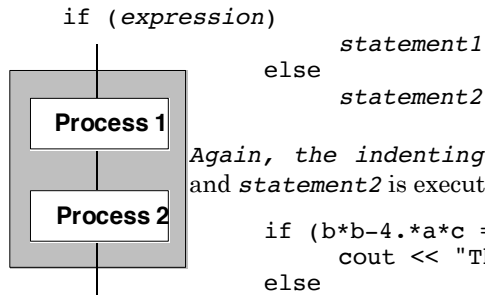 if (expression)
statement1
else
statement2
Process 1
Again, the indenting
and statement2 is execut
Process 2
if (b*b-4.*a*c =
cout << "Th
else